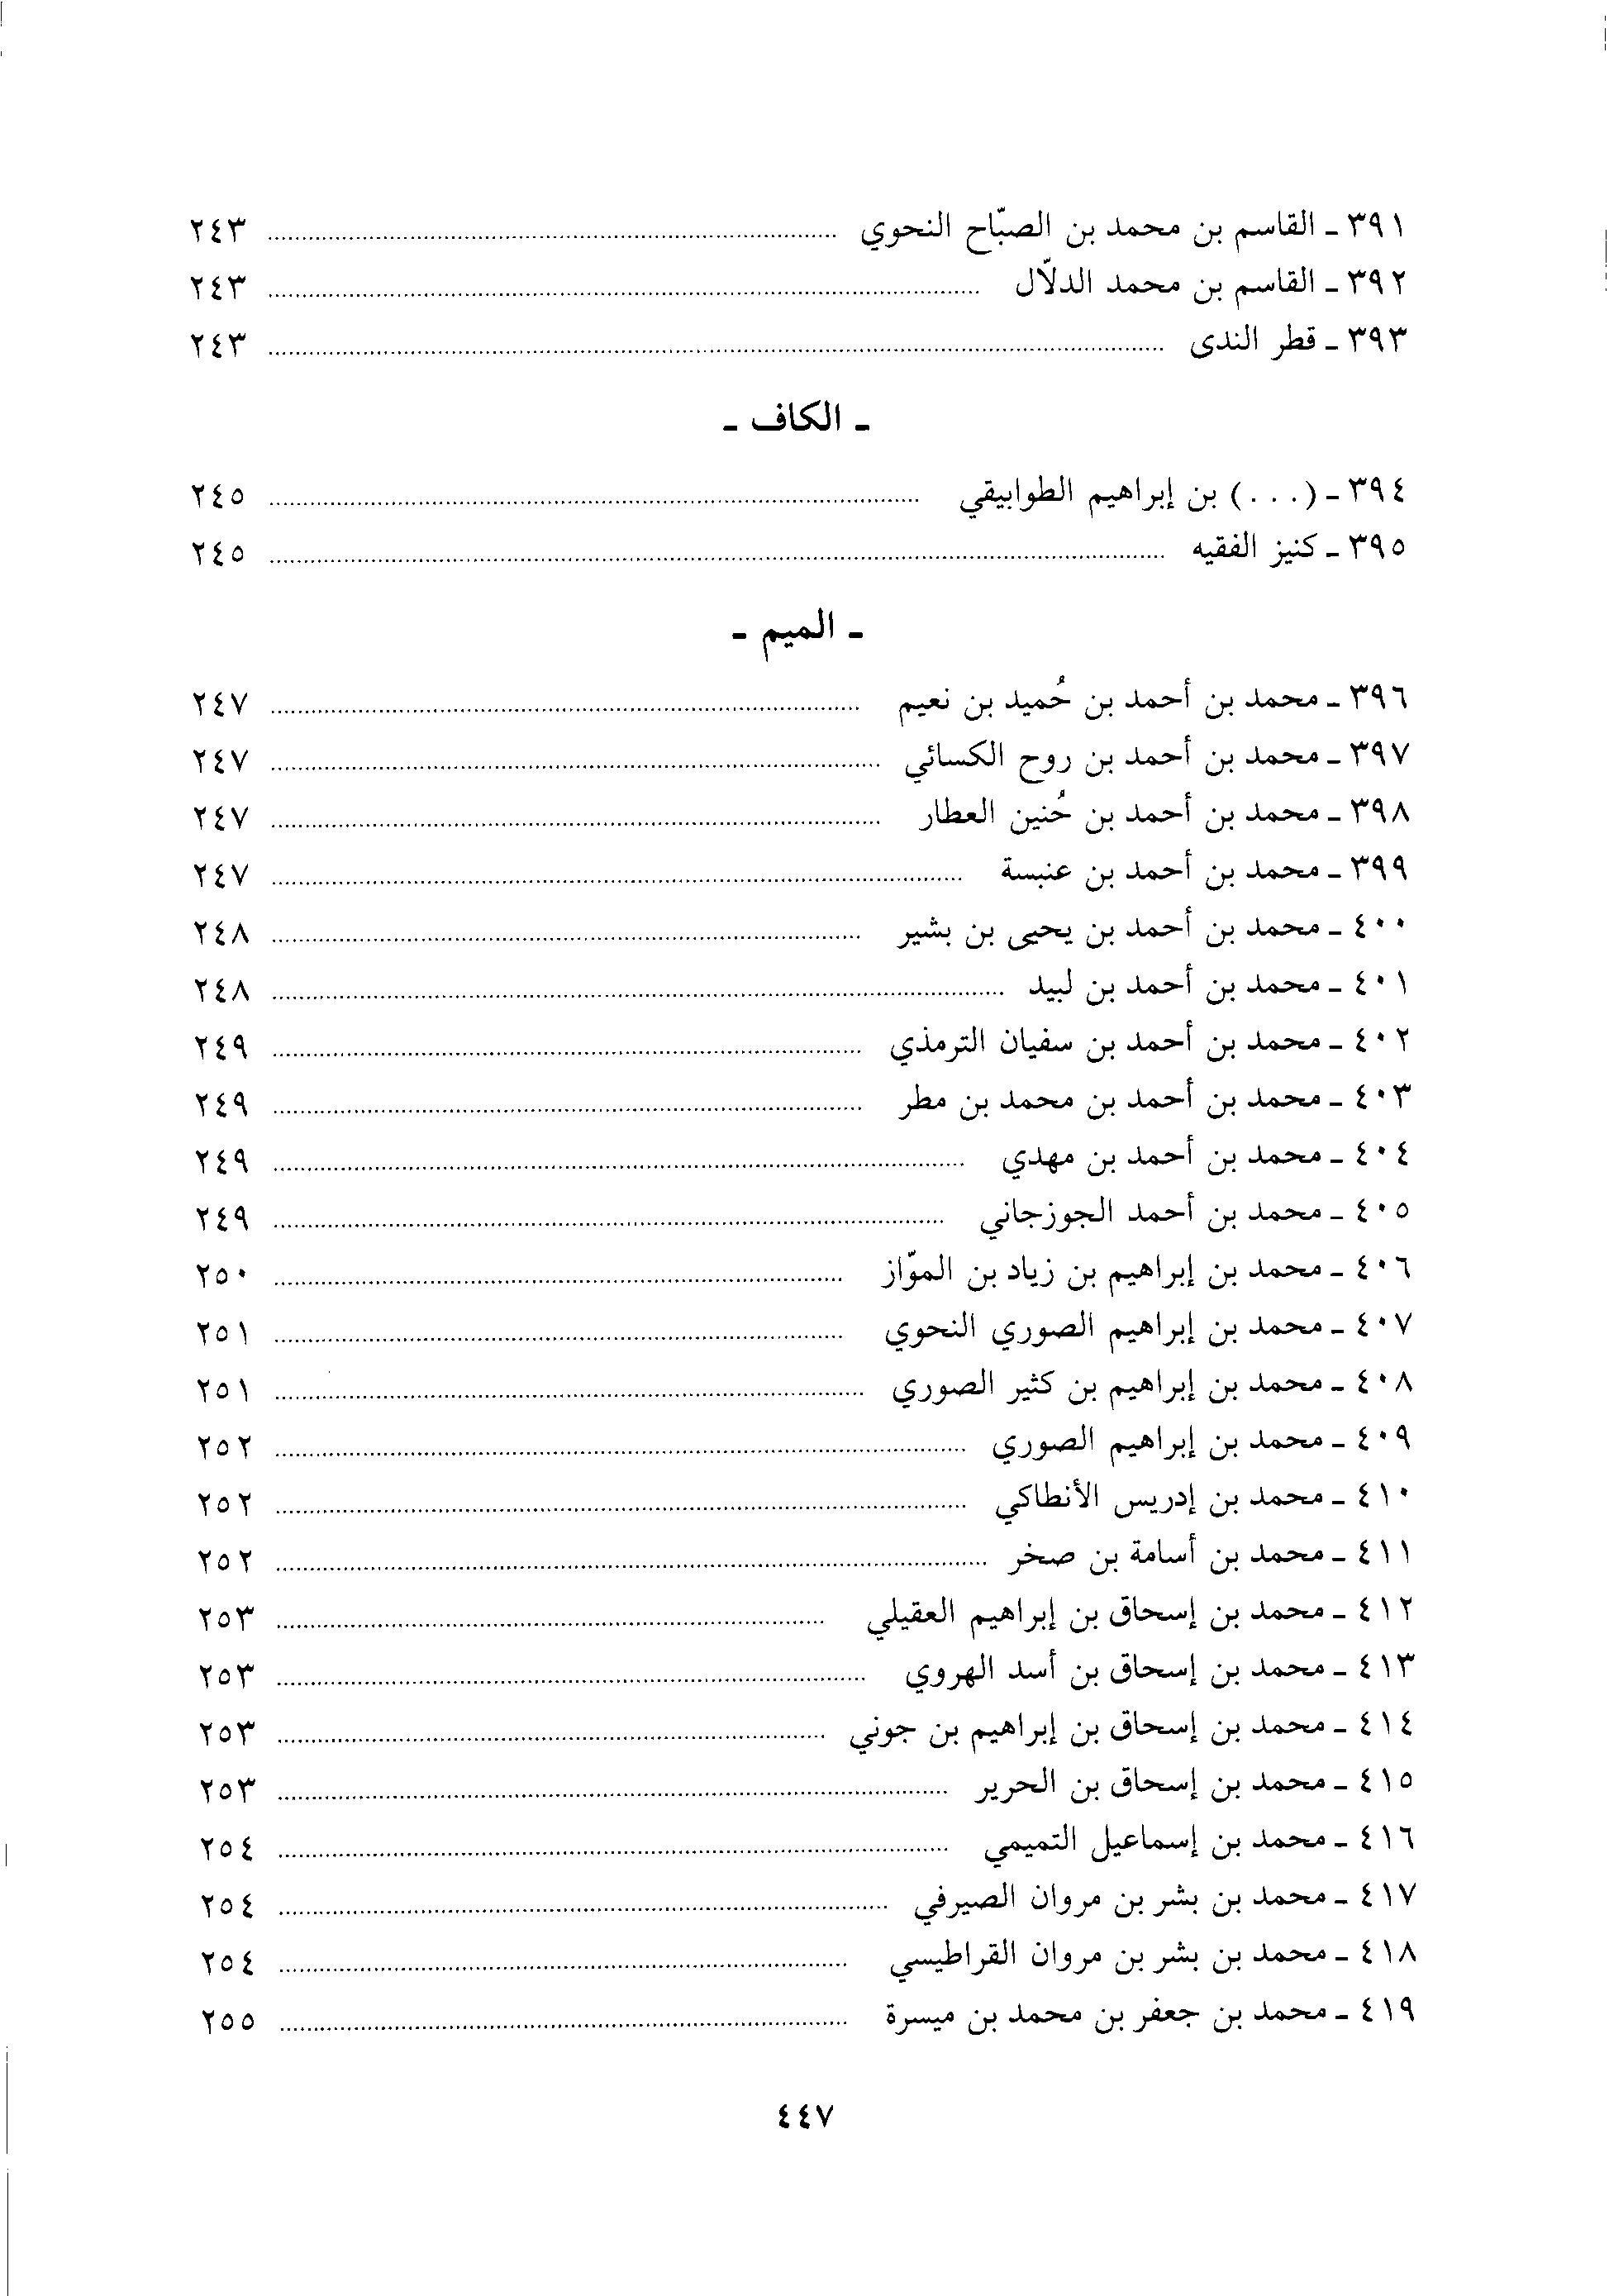 ٣٩١ - القاسم بن محمد بن الصبّاح النحوي ........ ٢٤٣
٣٩٢ - القاسم بن محمد الدلّال ........ ٢٤٣
٣٩٣ - قطر الندى ........ ٢٤٣
- الكاف -
٣٩٤ - (. . .) بن إبراهيم الطوابيقي ........ ٢٤٥
٣٩٥ - كنيز الفقيه ........ ٢٤٥
- الميم -
٣٩٦ - محمد بن أحمد بن حُميد بن نعيم ........ ٢٤٧
٣٩٧ - محمد بن أحمد بن روح الكسائي ........ ٢٤٧
٣٩٨ - محمد بن أحمد بن حُنين العطار ........ ٢٤٧
٣٩٩ - محمد بن أحمد بن عنبسة ........ ٢٤٧
٤٠٠ - محمد بن أحمد بن يحيى بن بشير ........ ٢٤٨
٤٠١ - محمد بن أحمد بن لبيد ........ ٢٤٨
٤٠٢ - محمد بن أحمد بن سفيان الترمذي ........ ٢٤٩
٤٠٣ - محمد بن أحمد بن محمد بن مطر ........ ٢٤٩
٤٠٤ - محمد بن أحمد بن مهدي ........ ٢٤٩
٤٠٥ - محمد بن أحمد الجوزجاني ........ ٢٤٩
٤٠٦ - محمد بن إبراهيم بن زياد بن الموّاز ........ ٢٥٠
٤٠٧ - محمد بن إبراهيم الصوري النحوي ........ ٢٥١
٤٠٨ - محمد بن إبراهيم بن كثير الصوري ........ ٢٥١
٤٠٩ - محمد بن إبراهيم الصوري ........ ٢٥٢
٤١٠ - محمد بن إدريس الأنطاكي ........ ٢٥٢
٤١١ - محمد بن أسامة بن صخر ........ ٢٥٢
٤١٢ - محمد بن إسحاق بن إبراهيم العقيلي ........ ٢٥٣
٤١٣ - محمد بن إسحاق بن أسد الهروي ........ ٢٥٣
٤١٤ - محمد بن إسحاق بن إبراهيم بن جوني ........ ٢٥٣
٤١٥ - محمد بن إسحاق بن الحرير ........ ٢٥٣
٤١٦ - محمد بن إسماعيل التميمي ........ ٢٥٤
٤١٧ - محمد بن بشر بن مروان الصيرفي ........ ٢٥٤
٤١٨ - محمد بن بشر بن مروان القراطيسي ........ ٢٥٤
٤١٩ - محمد بن جعفر بن محمد بن ميسرة ........ ٢٥٥
٤٤٧